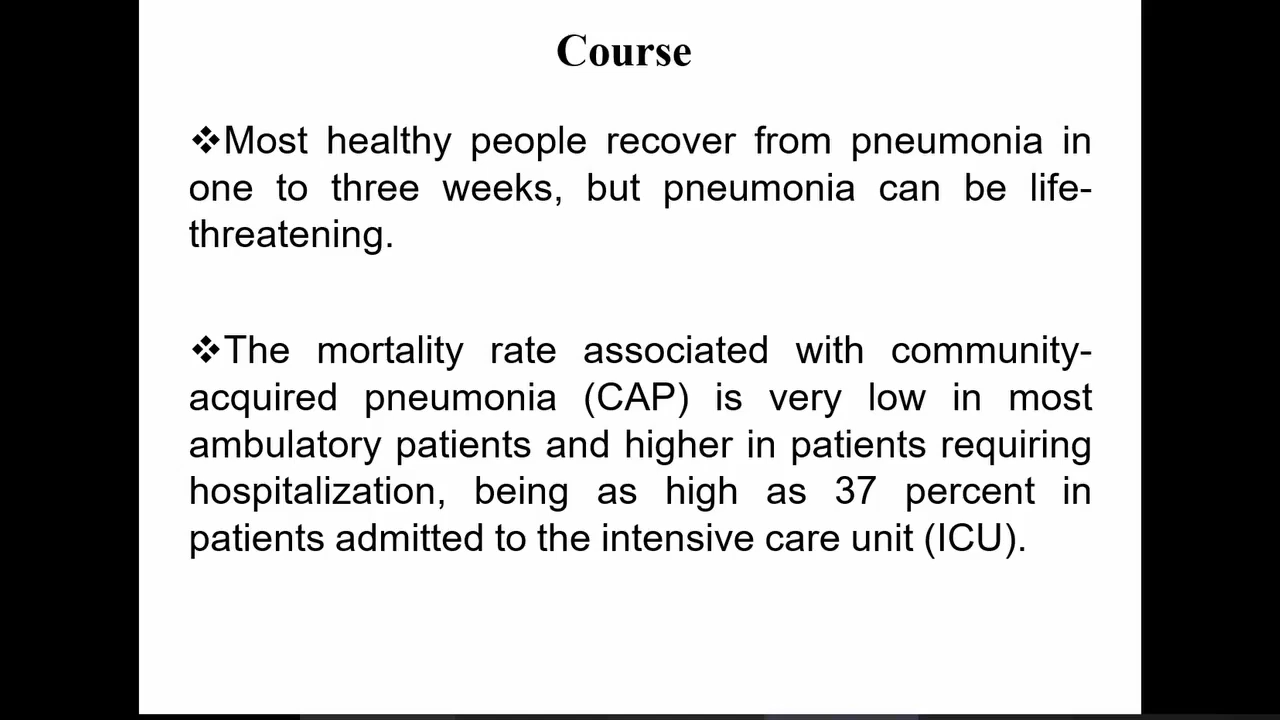 Course
❖Most healthy people recover from pneumonia in
one to three weeks, but pneumonia can be life-
threatening.
❖The mortality rate associated with community-
acquired pneumonia (CAP) is very low in most
ambulatory patients and higher in patients requiring
hospitalization, being as high as 37 percent in
patients admitted to the intensive care unit (ICU).